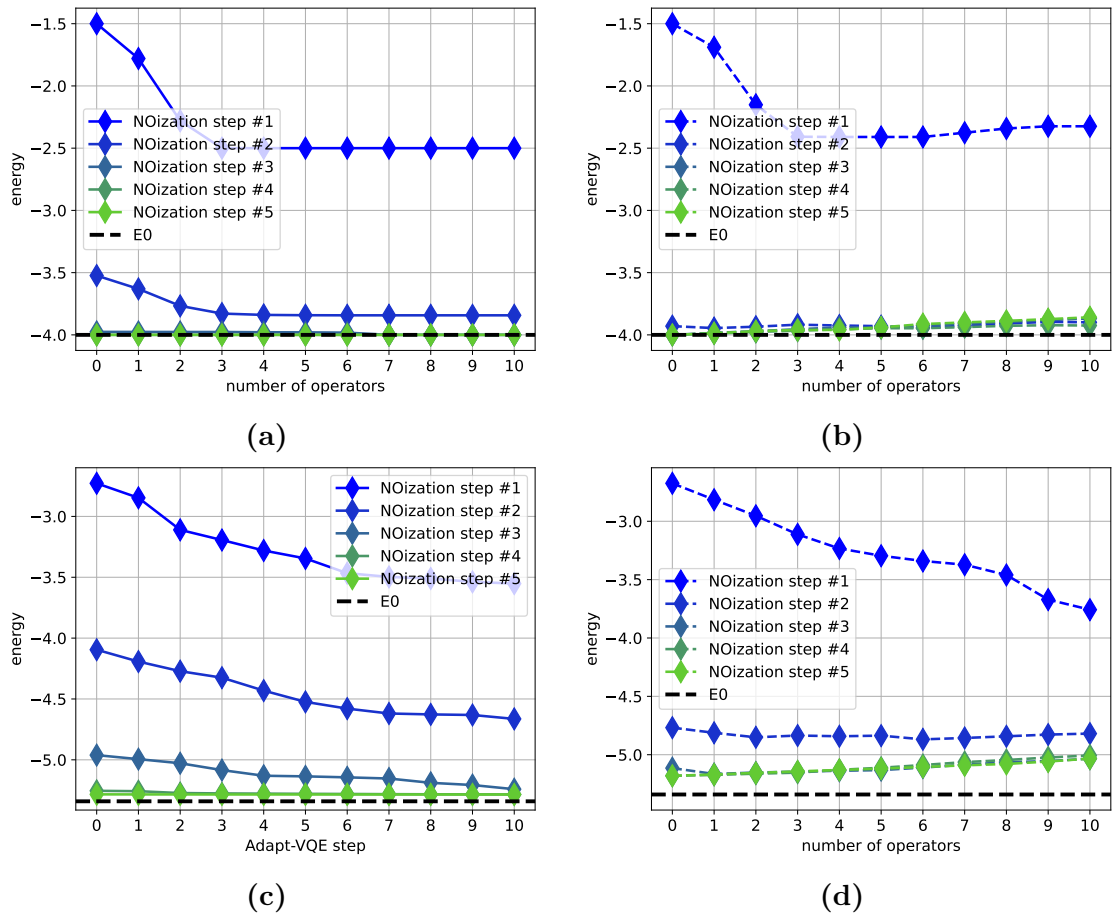 −1.5
−2.0
−2.5
−3.0
−3.5
−4.0
energy
NOization step #1
NOization step #2
NOization step #3
NOization step #4
NOization step #5
E0
0 1 2 3 4 5 6 7 8 9 10
number of operators
(a)
−1.5
−2.0
−2.5
−3.0
−3.5
−4.0
energy
NOization step #1
NOization step #2
NOization step #3
NOization step #4
NOization step #5
E0
0 1 2 3 4 5 6 7 8 9 10
number of operators
(b)
−3.0
−3.5
−4.0
−4.5
−5.0
energy
NOization step #1
NOization step #2
NOization step #3
NOization step #4
NOization step #5
E0
0 1 2 3 4 5 6 7 8 9 10
Adapt-VQE step
(c)
−3.0
−3.5
−4.0
−4.5
−5.0
energy
NOization step #1
NOization step #2
NOization step #3
NOization step #4
NOization step #5
E0
0 1 2 3 4 5 6 7 8 9 10
number of operators
(d)